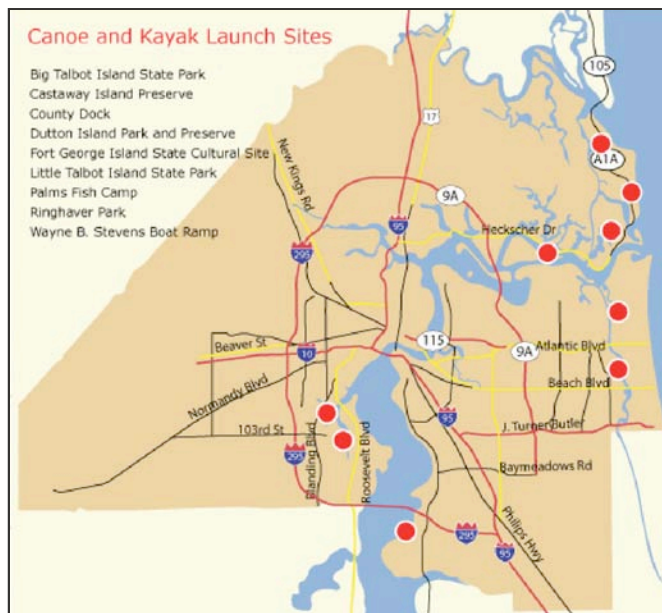 Canoe and Kayak Launch Sites
Big Talbot Island State Park
Castaway Island Preserve
County Dock
Dutton Island Park and Preserve
Fort George Island State Cultural Site
Little Talbot Island State Park
Palms Fish Camp
Ringhaver Park
Wayne B. Stevens Boat Ramp
105
17
New Kings Rd
A1A
9A
Heckscher Dr
95
295
115
Atlantic Blvd
Beaver St
10
9A
Beach Blvd
Normandy Blvd
95
J. Turner Butler
103rd St
Blanding Blvd
Roosevelt Blvd
295
Baymeadows Rd
Philips Hwy
295
95